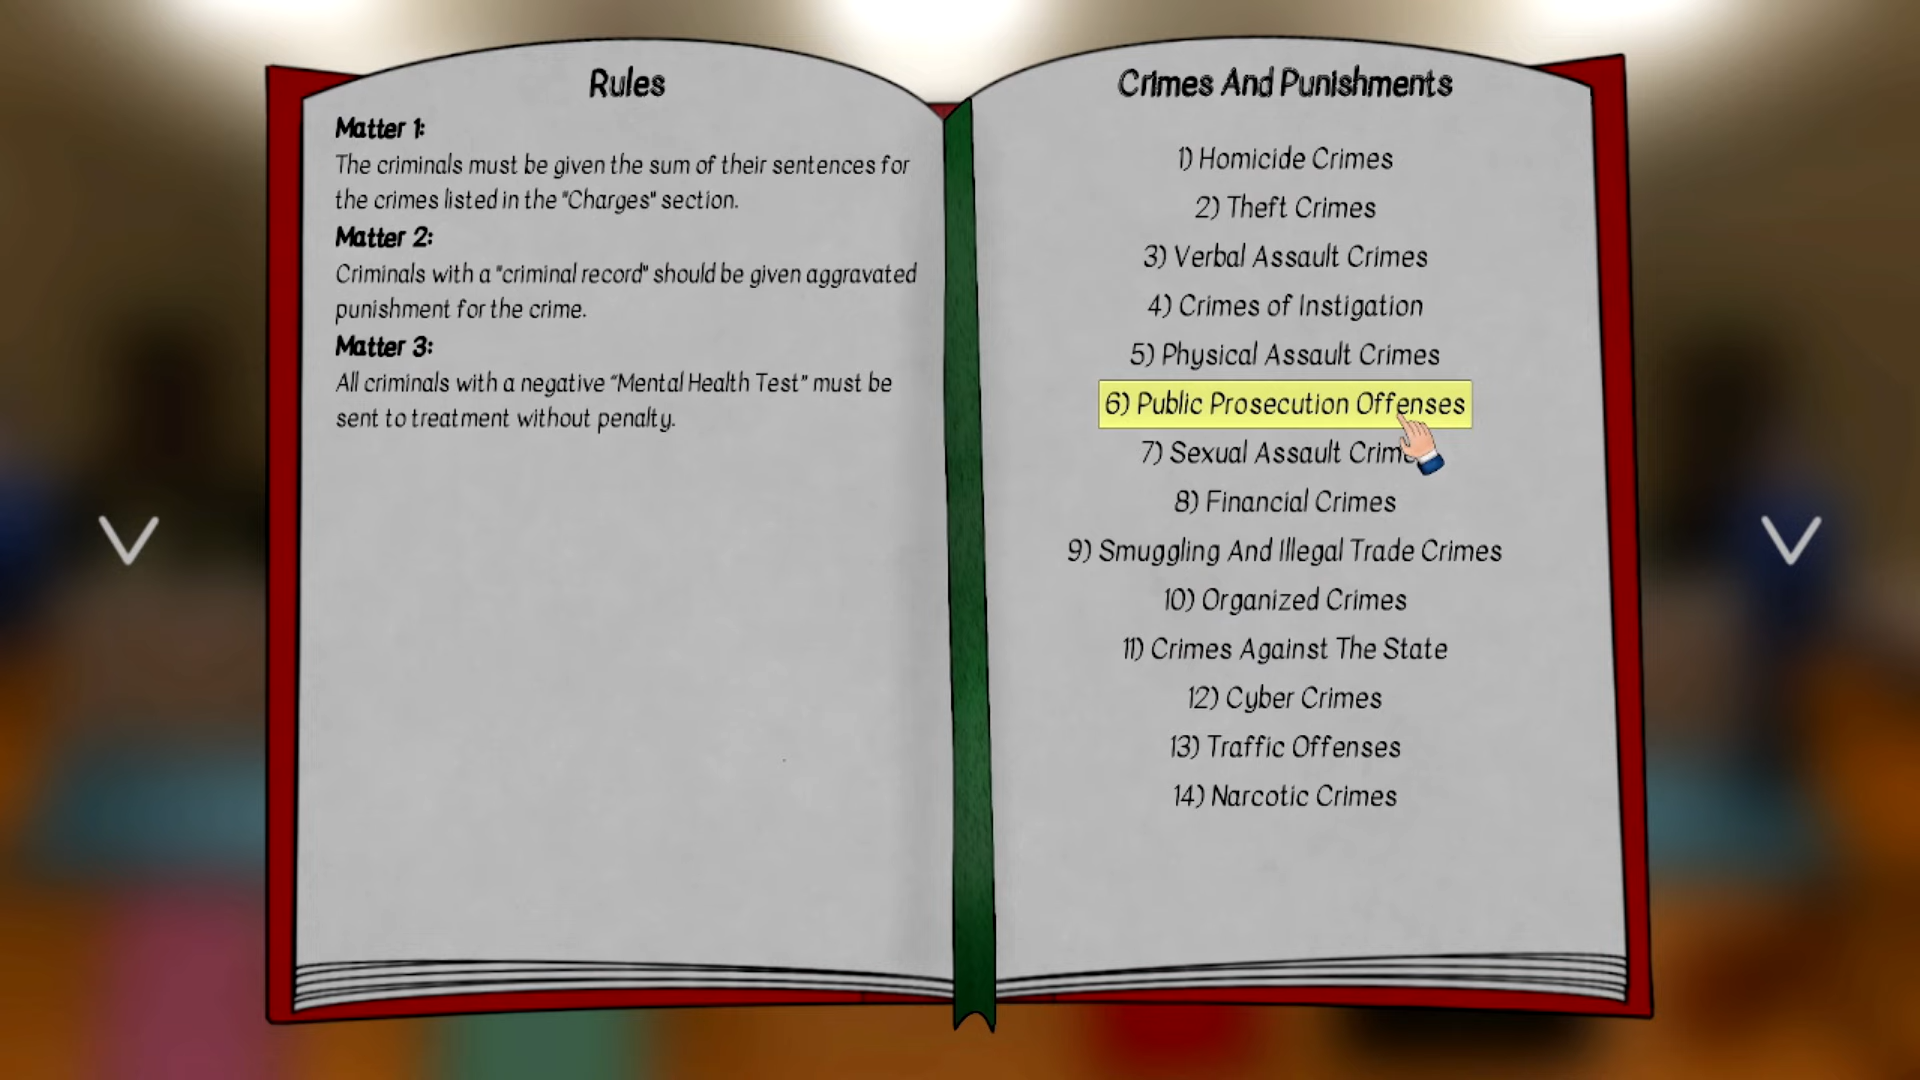 Rules
Matter 1:
The criminals must be given the sum of their sentences for
the crimes listed in the "Charges" section.
Matter 2:
Criminals with a "criminal record" should be given aggravated
punishment for the crime.
Matter 3:
All criminals with a negative “Mental Health Test” must be
sent to treatment without penalty.
Crimes And Punishments
1) Homicide Crimes
2) Theft Crimes
3) Verbal Assault Crimes
4) Crimes of Instigation
5) Physical Assault Crimes
6) Public Prosecution Offenses
7) Sexual Assault Crimes
8) Financial Crimes
9) Smuggling And Illegal Trade Crimes
10) Organized Crimes
11) Crimes Against The State
12) Cyber Crimes
13) Traffic Offenses
14) Narcotic Crimes